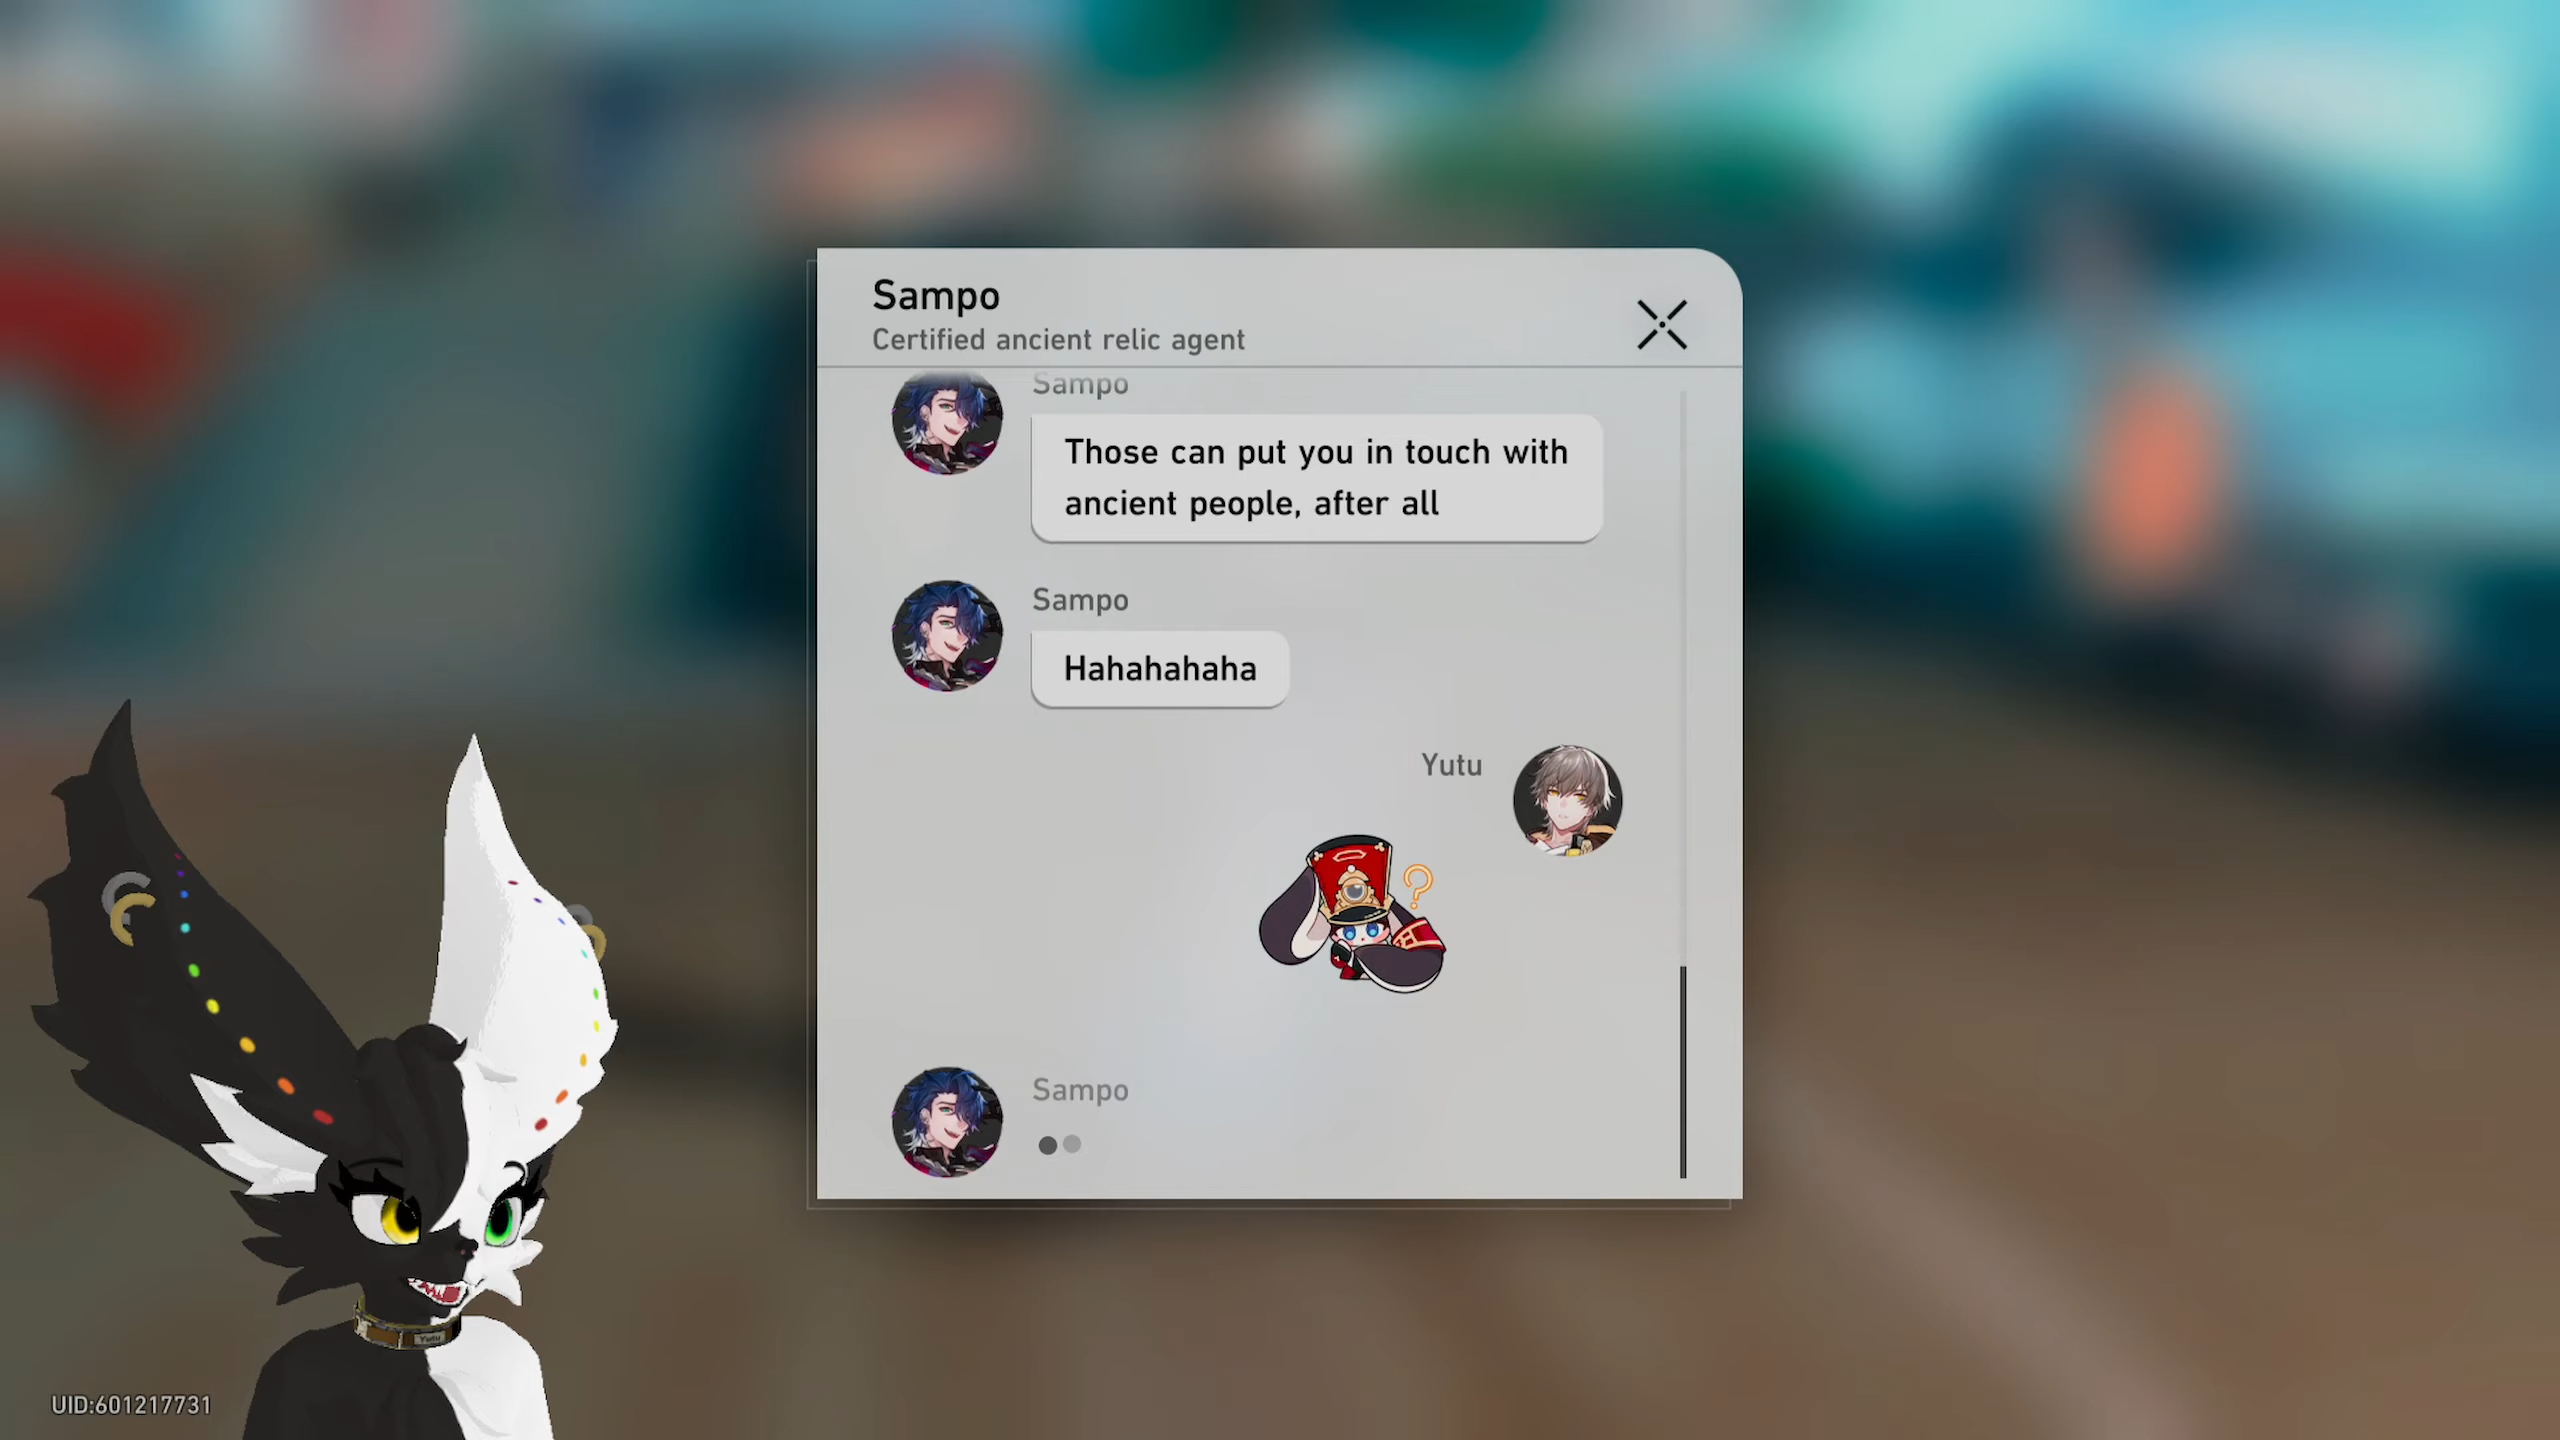 Sampo
Certified ancient relic agent
Sampo
Those can put you in touch with
ancient people, after all
Sampo
Hahahahaha
Yutu
?
Sampo
Yutu
UID:601217731